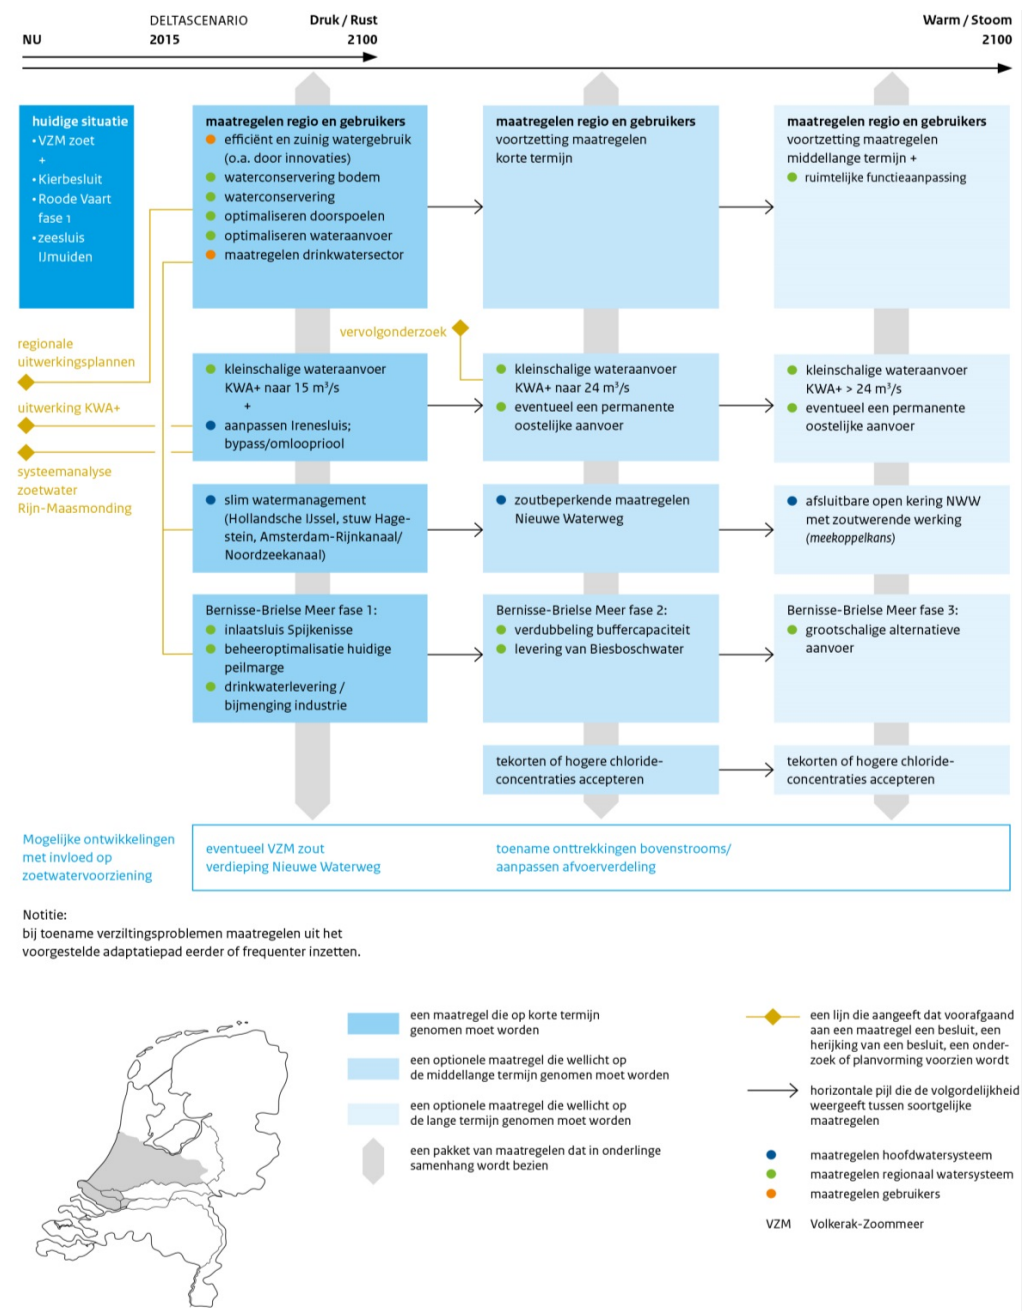 DELTASCENARIO
Druk / Rust
Warm / Stoom
NU
2015
2100
2100
huidige situatie
• VZM zoet
+
• Kierbesluit
• Roode Vaart
fase 1
• zeesluis
IJmuiden
maatregelen regio en gebruikers
efficiënt en zuinig watergebruik
(o.a. door innovaties)
waterconservering bodem
waterconservering
optimaliseren doorspoelen
optimaliseren wateraanvoer
maatregelen drinkwatersector
maatregelen regio en gebruikers
voortzetting maatregelen
korte termijn
maatregelen regio en gebruikers
voortzetting maatregelen
middellange termijn +
ruimtelijke functieaanpassing
vervolgonderzoek
regionale
uitwerkingsplannen
uitwerking KWA+
systeemanalyse
zoetwater
Rijn-Maasmonding
kleinschalige wateraanvoer
KWA+ naar 15 m³/s
+
aanpassen Irenesluis;
bypass/omloopriool
kleinschalige wateraanvoer
KWA+ naar 24 m³/s
eventueel een permanente
oostelijke aanvoer
kleinschalige wateraanvoer
KWA+ > 24 m³/s
eventueel een permanente
oostelijke aanvoer
slim watermanagement
(Hollandsche IJssel, stuw Hage-
stein, Amsterdam-Rijnkanaal/
Noordzeekanaal)
zoutbeperkende maatregelen
Nieuwe Waterweg
afsluitbare open kering NWW
met zoutwerende werking
(meekoppelkans)
Bernisse-Brielse Meer fase 1:
inlaatsluis Spijkenisse
beheeroptimalisatie huidige
peilmarge
drinkwaterlevering /
bijmenging industrie
Bernisse-Brielse Meer fase 2:
verdubbeling buffercapaciteit
levering van Biesboschwater
Bernisse-Brielse Meer fase 3:
grootschalige alternatieve
aanvoer
tekorten of hogere chloride-
concentraties accepteren
tekorten of hogere chloride-
concentraties accepteren
Mogelijke ontwikkelingen
met invloed op
zoetwatervoorziening
eventueel VZM zout
verdieping Nieuwe Waterweg
toename onttrekkingen bovenstrooms/
aanpassen afvoerverdeling
Notitie:
bij toename verziltingsproblemen maatregelen uit het
voorgestelde adaptatiepad eerder of frequenter inzetten.
een maatregel die op korte termijn
genomen moet worden
een optionele maatregel die wellicht op
de middellange termijn genomen moet worden
een optionele maatregel die wellicht op
de lange termijn genomen moet worden
een pakket van maatregelen dat in onderlinge
samenhang wordt bezien
een lijn die aangeeft dat voorafgaand
aan een maatregel een besluit, een
herijking van een besluit, een onder-
zoek of planvorming voorzien wordt
horizontale pijl die de volgordelijkheid
weergeeft tussen soortgelijke
maatregelen
maatregelen hoofdwatersysteem
maatregelen regionaal watersysteem
maatregelen gebruikers
VZM Volkerak-Zoommeer